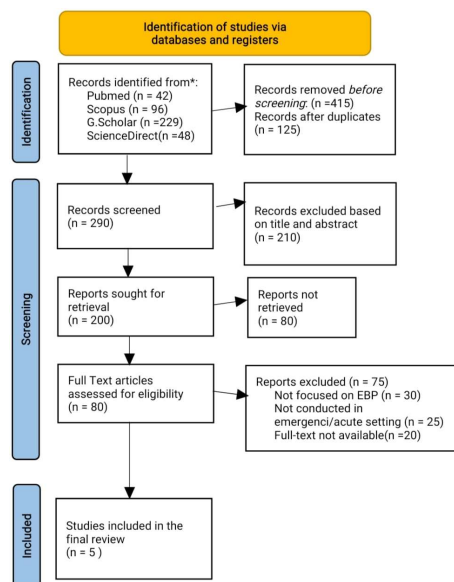 Identification of studies via
databases and registers
Identification
Records identified from*:
Pubmed (n = 42)
Scopus (n = 96)
G.Scholar (n =229)
ScienceDirect(n =48)
Records removed before
screening: (n =415)
Records after duplicates
(n = 125)
Screening
Records screened
(n = 290)
Records excluded based
on title and abstract
(n = 210)
Reports sought for
retrieval
(n = 200)
Reports not
retrieved
(n = 80)
Full Text articles
assessed for eligibility
(n = 80)
Reports excluded (n = 75)
Not focused on EBP (n = 30)
Not conducted in
emergenci/acute setting (n = 25)
Full-text not available(n =20)
Included
Studies included in the
final review
(n = 5 )